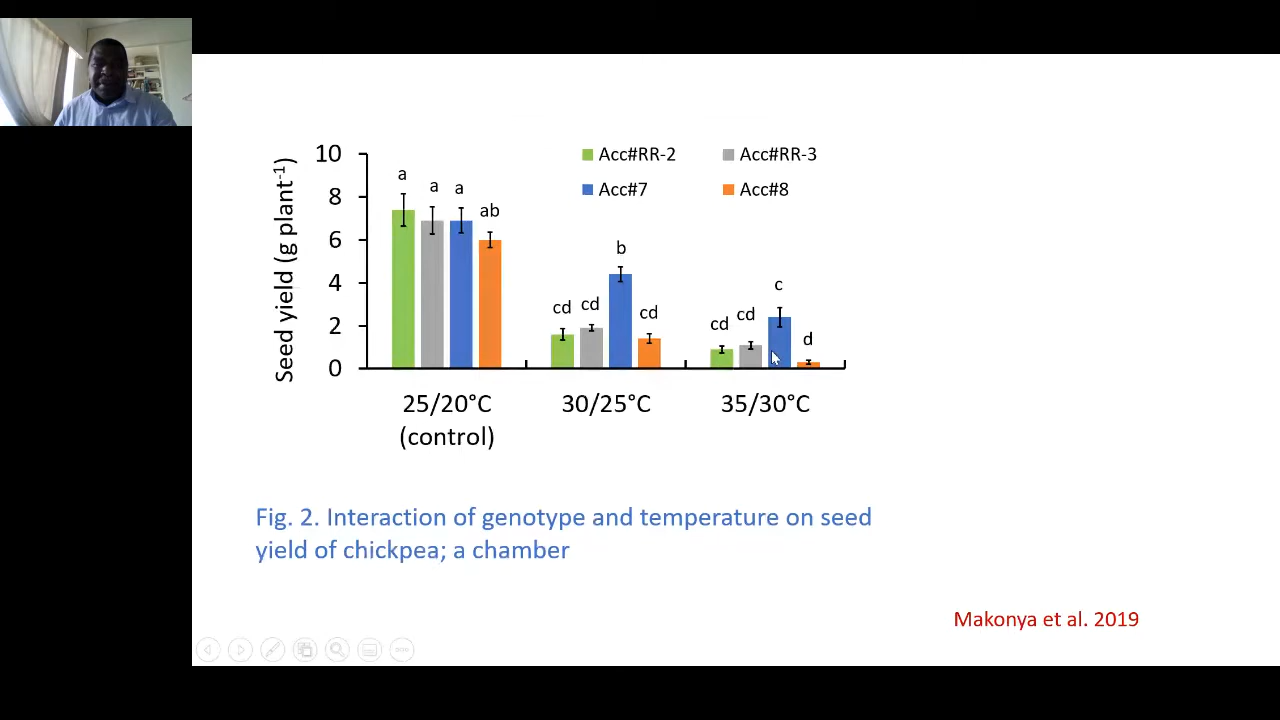 10
8
6
4
2
0
Seed yield (g plant-1)
Acc#RR-2
Acc#RR-3
Acc#7
Acc#8
a
a
a
ab
cd
cd
b
cd
cd
cd
c
d
25/20°C
(control)
30/25°C
35/30°C
Fig. 2. Interaction of genotype and temperature on seed
yield of chickpea; a chamber
Makonya et al. 2019